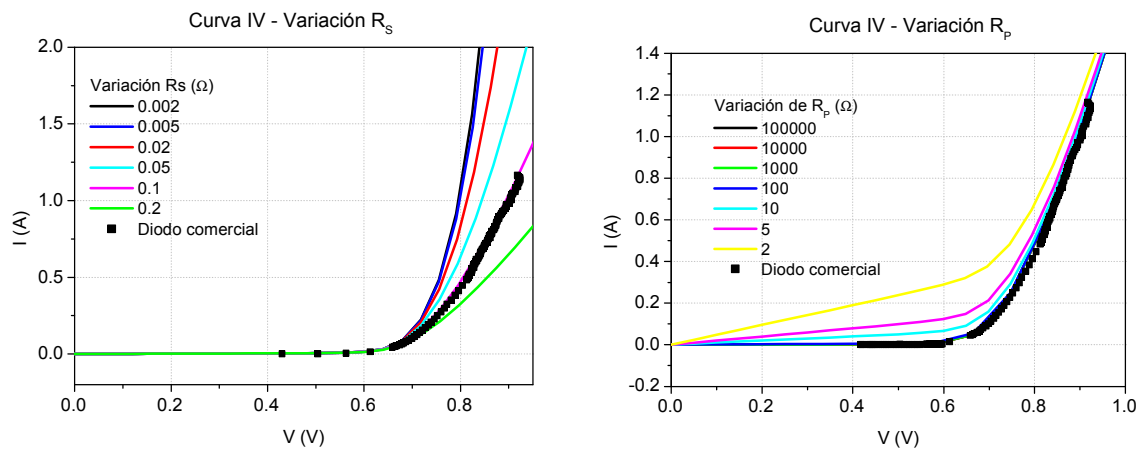 Curva IV - Variación R_S
2.0
1.5
1.0
0.5
0.0
I (A)
Variación Rs (Ω)
0.002
0.005
0.02
0.05
0.1
0.2
Diodo comercial
0.0 0.2 0.4 0.6 0.8
V (V)
Curva IV - Variación R_P
1.4
1.2
1.0
0.8
0.6
0.4
0.2
0.0
-0.2
I (A)
Variación de R_P (Ω)
100000
10000
1000
100
10
5
2
Diodo comercial
0.0 0.2 0.4 0.6 0.8 1.0
V (V)